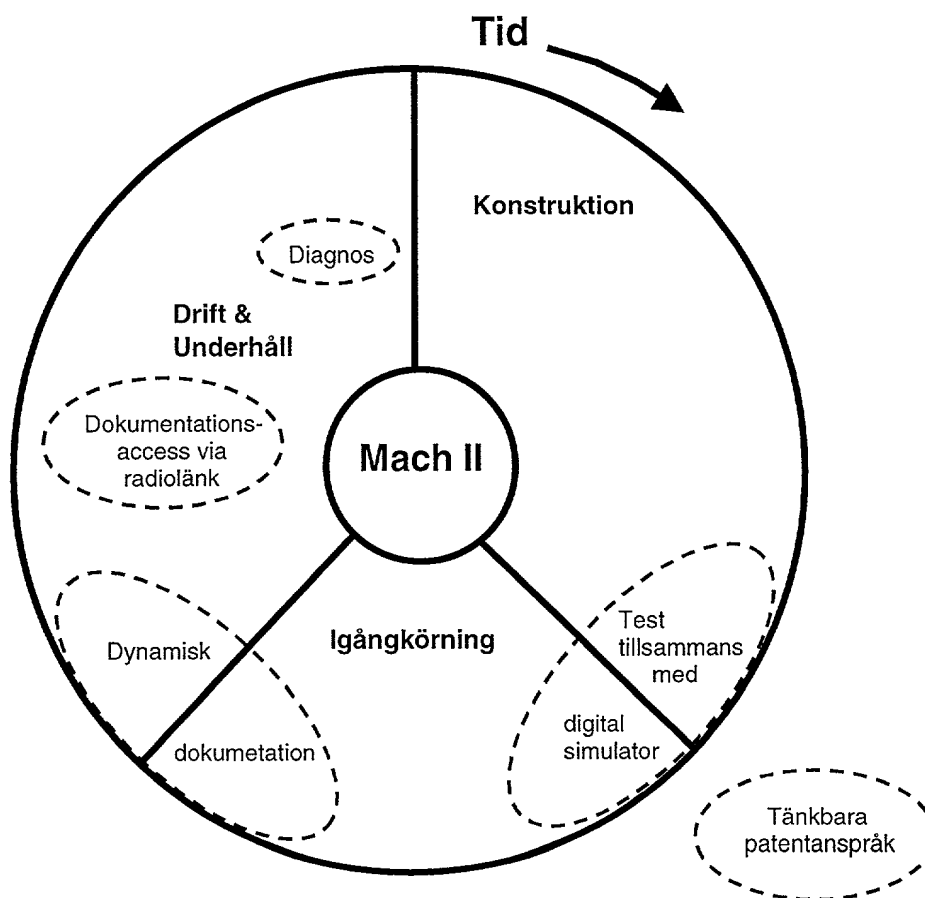 Tid
Konstruktion
Diagnos
Drift &
Underhåll
Dokumentations-
access via
radiolänk
Mach II
Test
tillsammans
med
digital
simulator
Igångkörning
Dynamisk
dokumetation
Tänkbara
patentanspråk